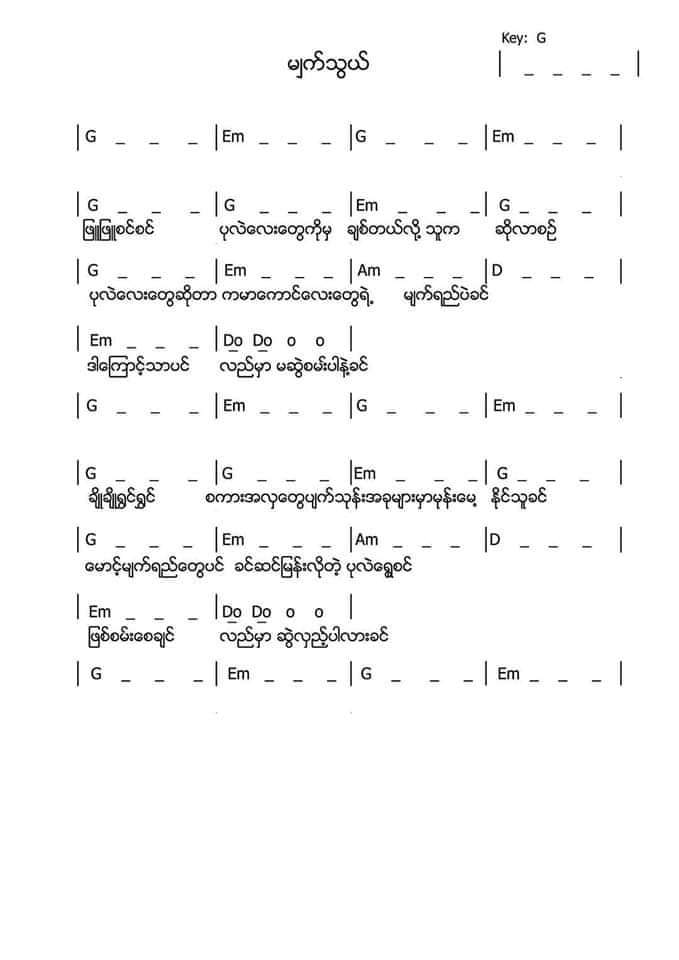 Key: G
မျက်သွယ်
| _ _ _ _ |
| G _ _ _ | Em _ _ _ | G _ _ _ | Em _ _ _ |
| G _ _ _ | G _ _ _ | Em _ _ _ | G _ _ _ |
ဖြူဖြူစင်စင် ပုလဲလေးတွေကိုမှ ချစ်တယ်လို့ သူက ဆိုလာစဉ်
| G _ _ _ | Em _ _ _ | Am _ _ _ | D _ _ _ |
ပုလဲလေးတွေဆိုတာ ကမာကောင်လေးတွေရဲ့ မျက်ရည်ပဲခင်
| Em _ _ _ | Do Do o o |
ဒါကြောင့်သာပင် လည်မှာ မဆွဲစမ်းပါနဲ့ခင်
| G _ _ _ | Em _ _ _ | G _ _ _ | Em _ _ _ |
| G _ _ _ | G _ _ _ | Em _ _ _ | G _ _ _ |
ချိုချိုရွှင်ရွှင် စကားအလှတွေပျက်သုန်းအခုများမှာမုန်းမေ့ နိုင်သူခင်
| G _ _ _ | Em _ _ _ | Am _ _ _ | D _ _ _ |
မောင့်မျက်ရည်တွေပင် ခင်ဆင်မြန်းလိုတဲ့ ပုလဲရွှေစင်
| Em _ _ _ | Do Do o o |
ဖြစ်စမ်းစေချင် လည်မှာ ဆွဲလှည့်ပါလားခင်
| G _ _ _ | Em _ _ _ | G _ _ _ | Em _ _ _ |